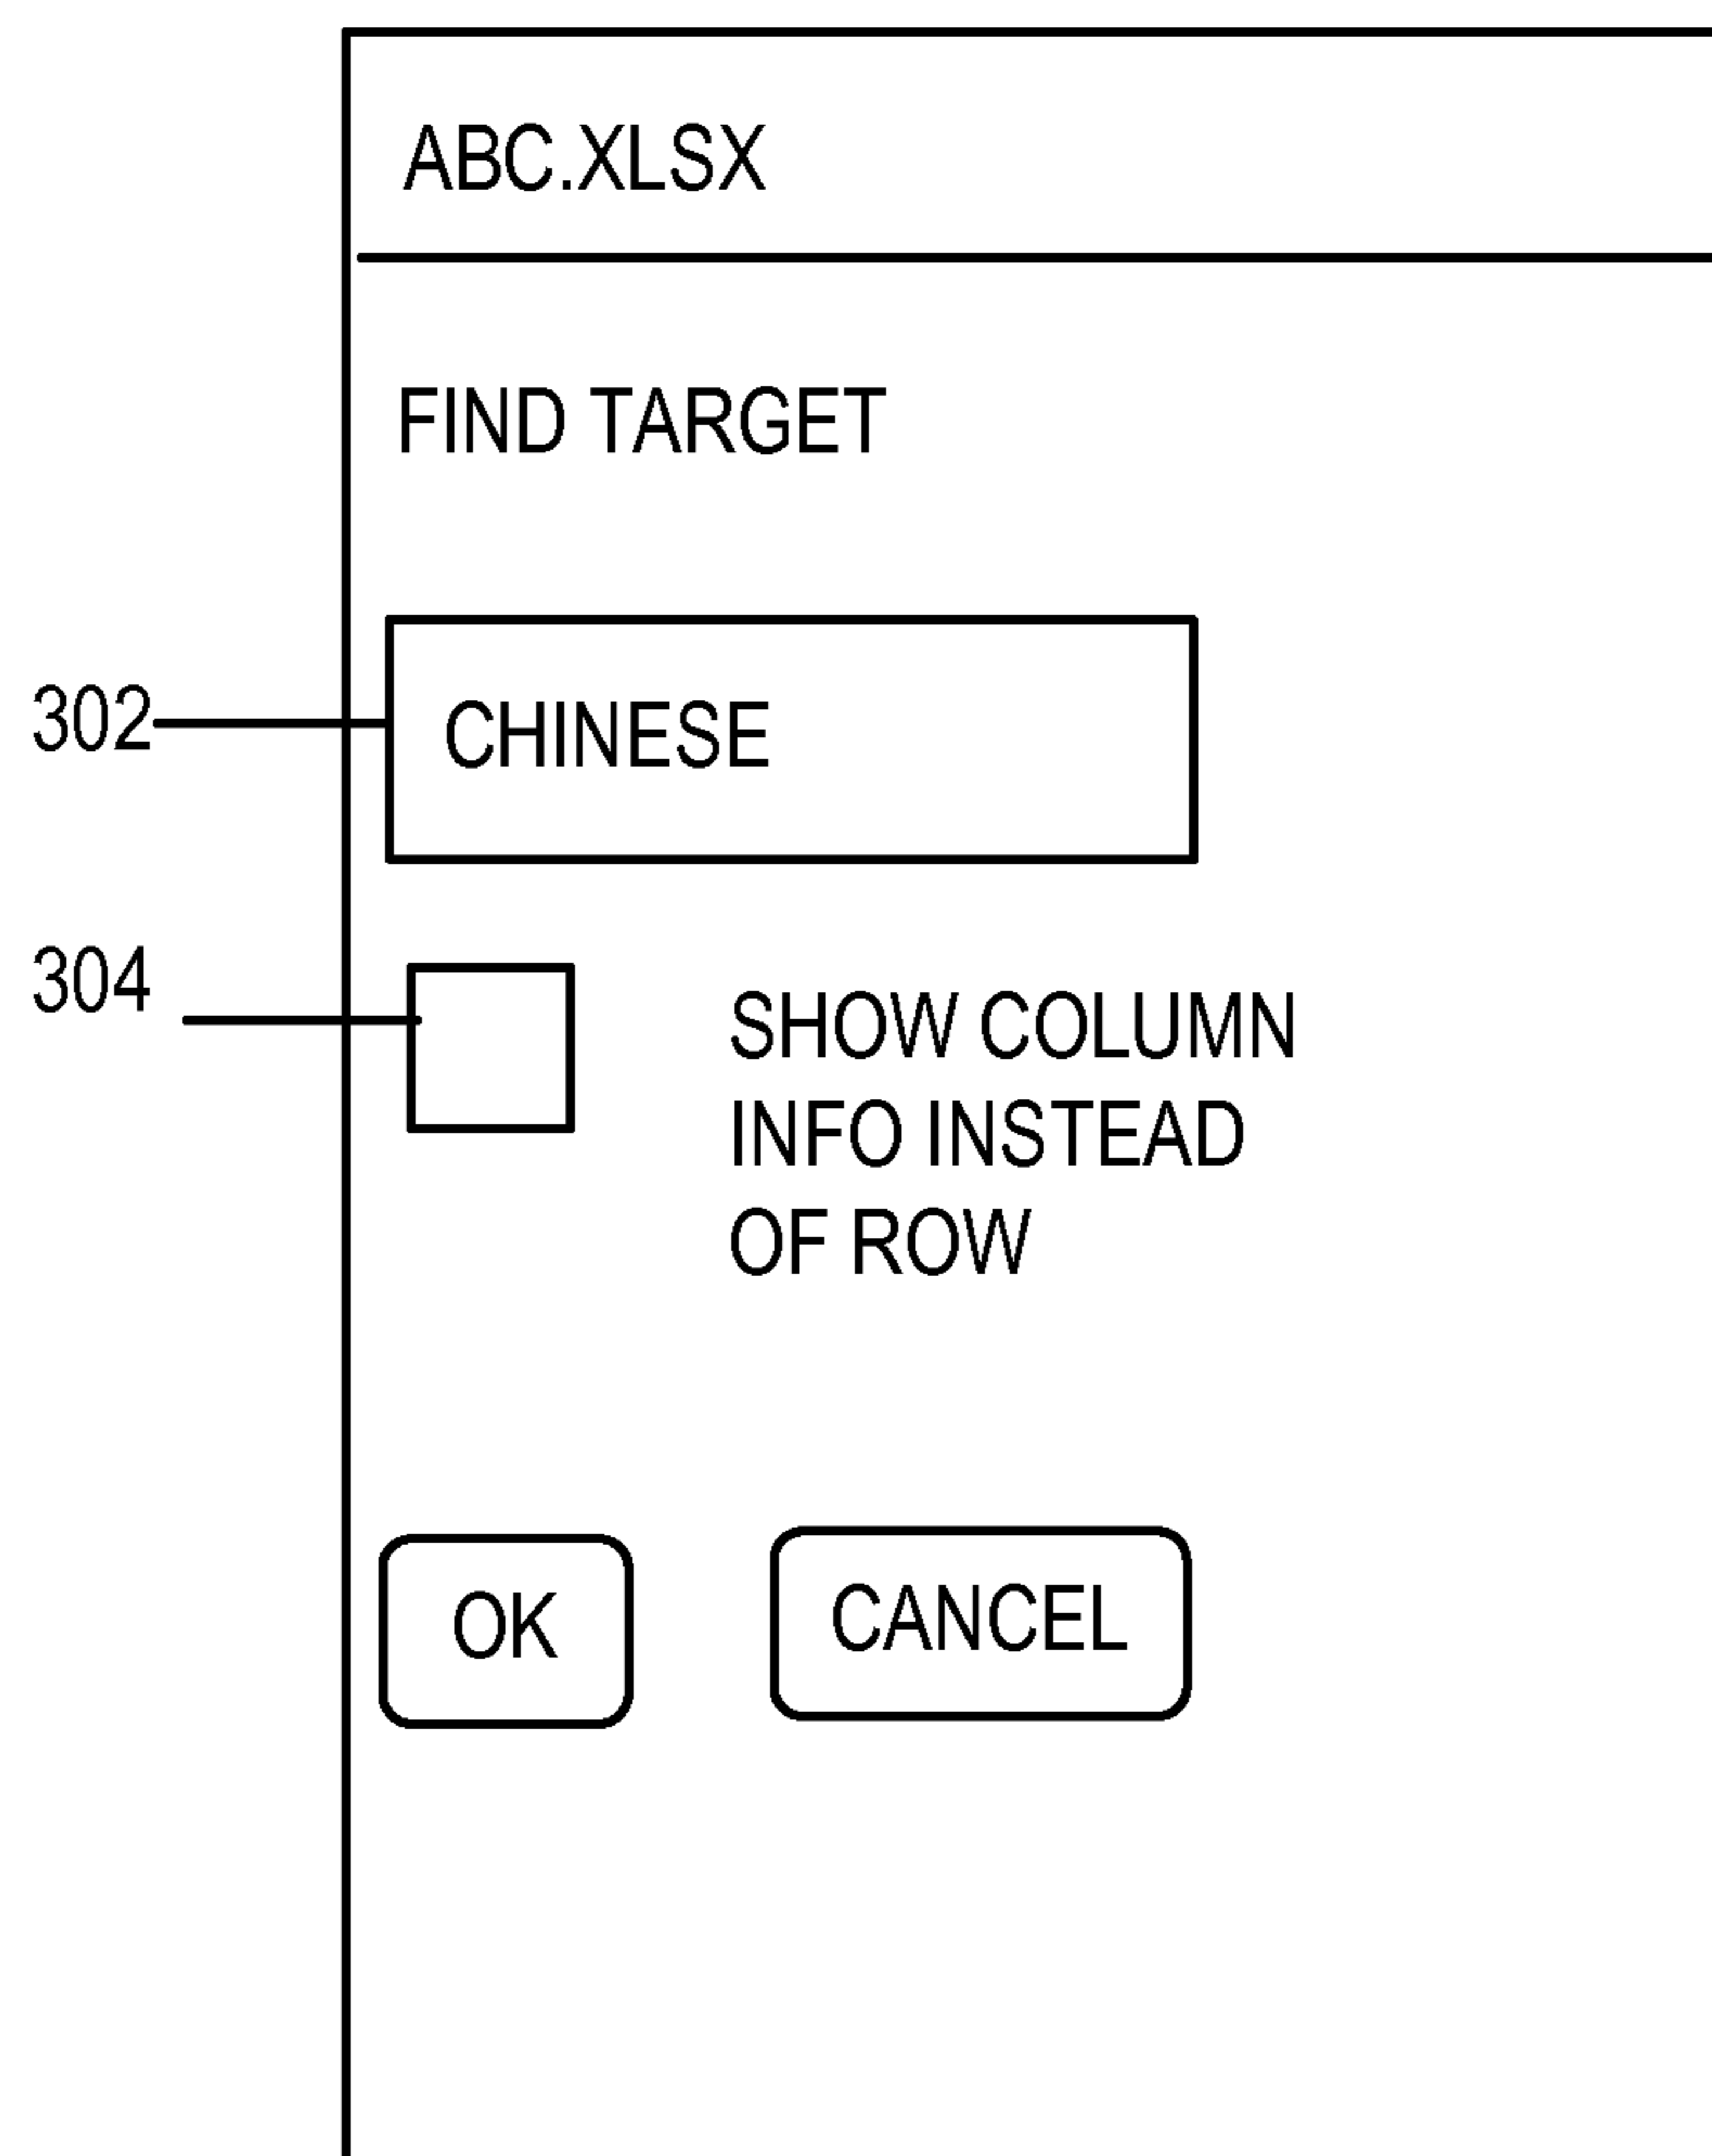 ABC.XLSX
FIND TARGET
302
CHINESE
304
SHOW COLUMN
INFO INSTEAD
OF ROW
OK
CANCEL